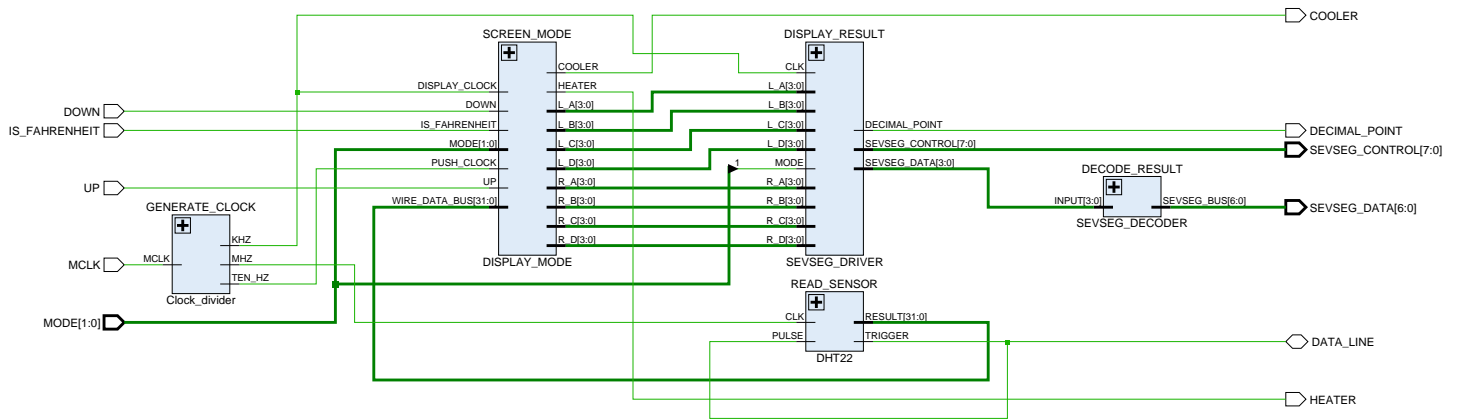 COOLER
SCREEN_MODE
DISPLAY_RESULT
COOLER
CLK
DISPLAY_CLOCK
HEATER
L_A[3:0]
DOWN
DOWN
L_A[3:0]
L_B[3:0]
IS_FAHRENHEIT
IS_FAHRENHEIT
L_B[3:0]
L_C[3:0]
DECIMAL_POINT
DECIMAL_POINT
MODE[1:0]
L_C[3:0]
L_D[3:0]
SEVSEG_CONTROL[7:0]
SEVSEG_CONTROL[7:0]
PUSH_CLOCK
L_D[3:0]
1
MODE
SEVSEG_DATA[3:0]
DECODE_RESULT
UP
UP
R_A[3:0]
R_A[3:0]
WIRE_DATA_BUS[31:0]
R_B[3:0]
R_B[3:0]
INPUT[3:0]
SEVSEG_BUS[6:0]
SEVSEG_DATA[6:0]
GENERATE_CLOCK
R_C[3:0]
R_C[3:0]
SEVSEG_DECODER
KHZ
R_D[3:0]
R_D[3:0]
MCLK
MCLK
MHZ
DISPLAY_MODE
SEVSEG_DRIVER
TEN_HZ
READ_SENSOR
Clock_divider
MODE[1:0]
CLK
RESULT[31:0]
PULSE
TRIGGER
DATA_LINE
DHT22
HEATER